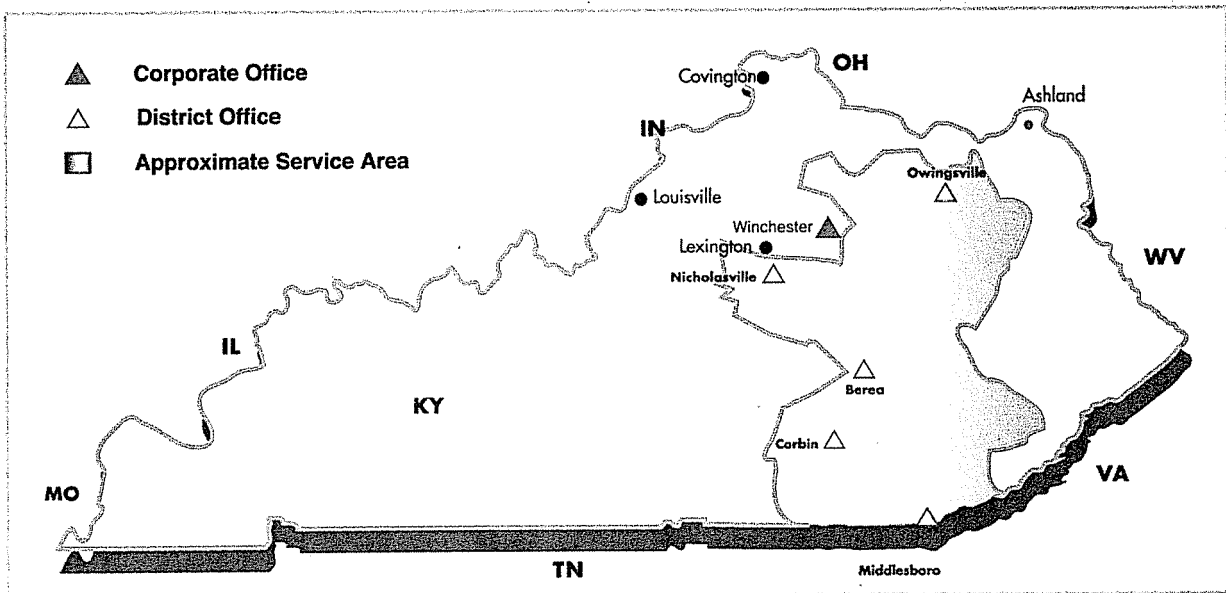 Corporate Office
District Office
Approximate Service Area
OH
Covington
Ashland
IN
Owingsville
Louisville
Winchester
Lexington
WV
Nicholasville
IL
Berea
KY
Corbin
VA
MO
TN
Middlesboro